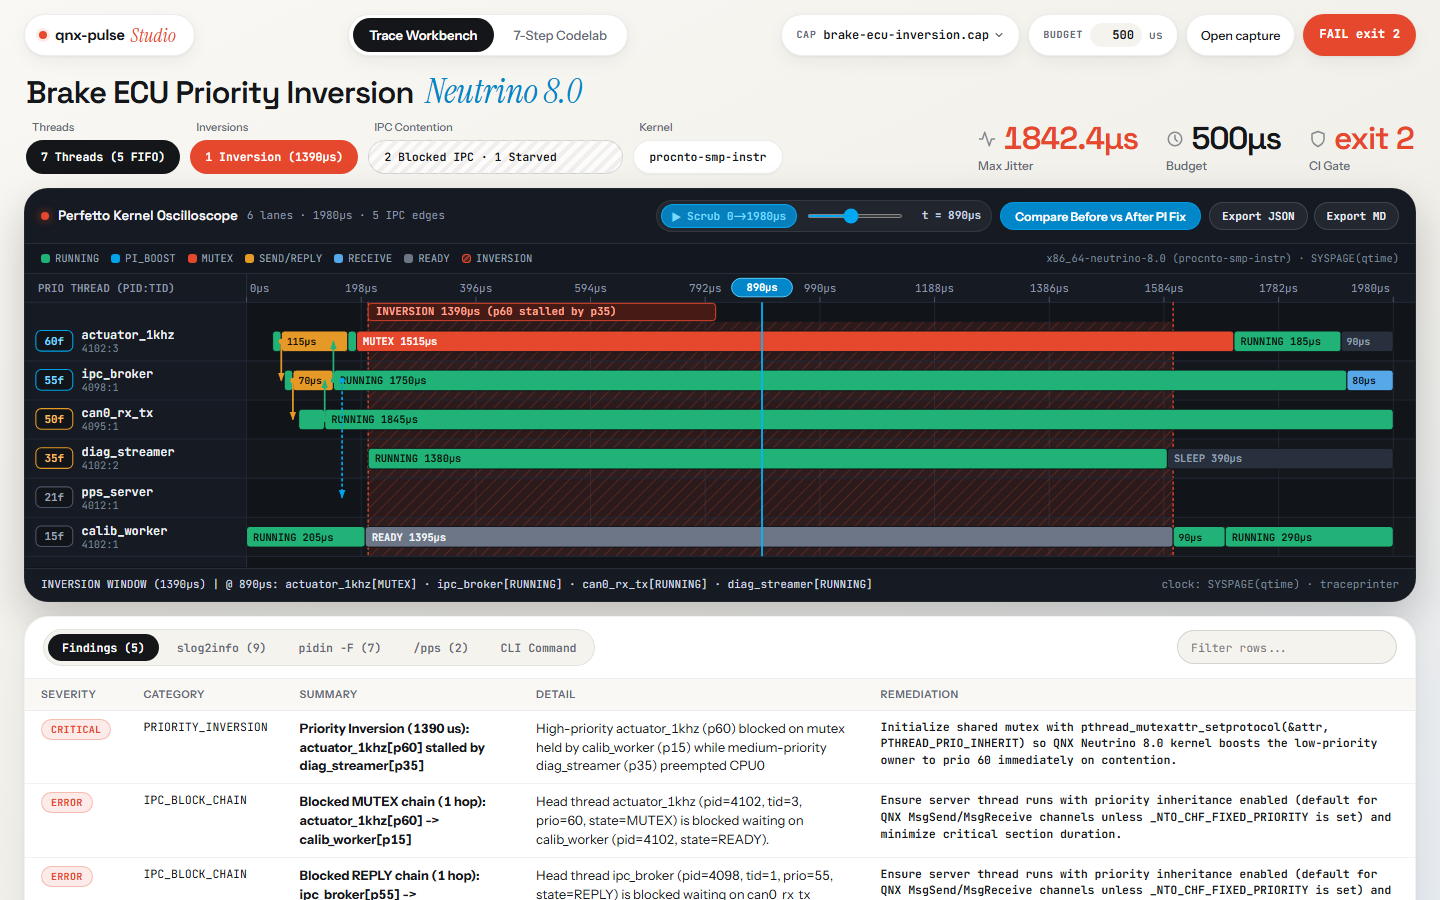 qnx-pulse Studio
Trace Workbench
7-Step Codelab
CAP brake-ecu-inversion.cap
BUDGET 500 us
Open capture
FAIL exit 2
Brake ECU Priority Inversion Neutrino 8.0
Threads
Inversions
IPC Contention
Kernel
7 Threads (5 FIFO)
1 Inversion (1390µs)
2 Blocked IPC · 1 Starved
procnto-smp-instr
1842.4µs
Max Jitter
500µs
Budget
exit 2
CI Gate
Perfetto Kernel Oscilloscope
6 lanes · 1980µs · 5 IPC edges
▶ Scrub 0→1980µs
t = 890µs
Compare Before vs After PI Fix
Export JSON
Export MD
RUNNING
PI_BOOST
MUTEX
SEND/REPLY
RECEIVE
READY
INVERSION
x86_64-neutrino-8.0 (procnto-smp-instr) · SYSPAGE(qtime)
PRIO THREAD (PID:TID)
0µs
198µs
396µs
594µs
792µs
890µs
990µs
1188µs
1386µs
1584µs
1782µs
1980µs
INVERSION 1390µs (p60 stalled by p35)
60f
actuator_1khz
4102:3
115µs
MUTEX 1515µs
RUNNING 185µs
90µs
55f
ipc_broker
4098:1
70µs
RUNNING 1750µs
80µs
50f
can0_rx_tx
4095:1
RUNNING 1845µs
35f
diag_streamer
4102:2
RUNNING 1380µs
SLEEP 390µs
21f
pps_server
4012:1
15f
calib_worker
4102:1
RUNNING 205µs
READY 1395µs
90µs
RUNNING 290µs
INVERSION WINDOW (1390µs) | @ 890µs: actuator_1khz[MUTEX] · ipc_broker[RUNNING] · can0_rx_tx[RUNNING] · diag_streamer[RUNNING]
clock: SYSPAGE(qtime) · traceprinter
Findings (5)
slog2info (9)
pidin -F (7)
/pps (2)
CLI Command
Filter rows...
SEVERITY
CATEGORY
SUMMARY
DETAIL
REMEDIATION
CRITICAL
PRIORITY_INVERSION
Priority Inversion (1390 us):
actuator_1khz[p60] stalled by
diag_streamer[p35]
High-priority actuator_1khz (p60) blocked on mutex
held by calib_worker (p15) while medium-priority
diag_streamer (p35) preempted CPU0
Initialize shared mutex with pthread_mutexattr_setprotocol(&attr,
PTHREAD_PRIO_INHERIT) so QNX Neutrino 8.0 kernel boosts the low-priority
owner to prio 60 immediately on contention.
ERROR
IPC_BLOCK_CHAIN
Blocked MUTEX chain (1 hop):
actuator_1khz[p60] ->
calib_worker[p15]
Head thread actuator_1khz (pid=4102, tid=3,
prio=60, state=MUTEX) is blocked waiting on
calib_worker (pid=4102, state=READY).
Ensure server thread runs with priority inheritance enabled (default for
QNX MsgSend/MsgReceive channels unless _NTO_CHF_FIXED_PRIORITY is set) and
minimize critical section duration.
ERROR
IPC_BLOCK_CHAIN
Blocked REPLY chain (1 hop):
ipc_broker[p55] ->
Head thread ipc_broker (pid=4098, tid=1, prio=55,
state=REPLY) is blocked waiting on can0_rx_tx
Ensure server thread runs with priority inheritance enabled (default for
QNX MsgSend/MsgReceive channels unless _NTO_CHF_FIXED_PRIORITY is set) and